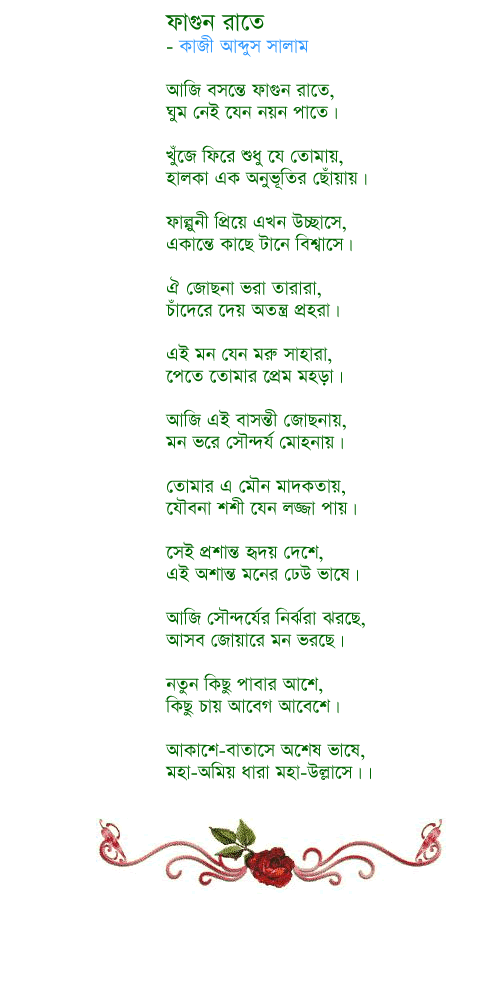 ফাগুন রাতে
- কাজী আব্দুস সালাম
আজি বসন্তে ফাগুন রাতে,
ঘুম নেই যেন নয়ন পাতে।
খুঁজে ফিরে শুধু যে তোমায়,
হালকা এক অনুভূতির ছোঁয়ায়।
ফাল্গুনী প্রিয়ে এখন উচ্ছাসে,
একান্তে কাছে টানে বিশ্বাসে।
ঐ জোছনা ভরা তারারা,
চাঁদেরে দেয় অতন্ত্র প্রহরা।
এই মন যেন মরু সাহারা,
পেতে তোমার প্রেম মহড়া।
আজি এই বাসন্তী জোছনায়,
মন ভরে সৌন্দর্য মোহনায়।
তোমার এ মৌন মাদকতায়,
যৌবনা শশী যেন লজ্জা পায়।
সেই প্রশান্ত হৃদয় দেশে,
এই অশান্ত মনের ঢেউ ভাষে।
আজি সৌন্দর্যের নির্ঝরা ঝরছে,
আসব জোয়ারে মন ভরছে।
নতুন কিছু পাবার আশে,
কিছু চায় আবেগ আবেশে।
আকাশে-বাতাসে অশেষ ভাষে,
মহা-অমিয় ধারা মহা-উল্লাসে।।